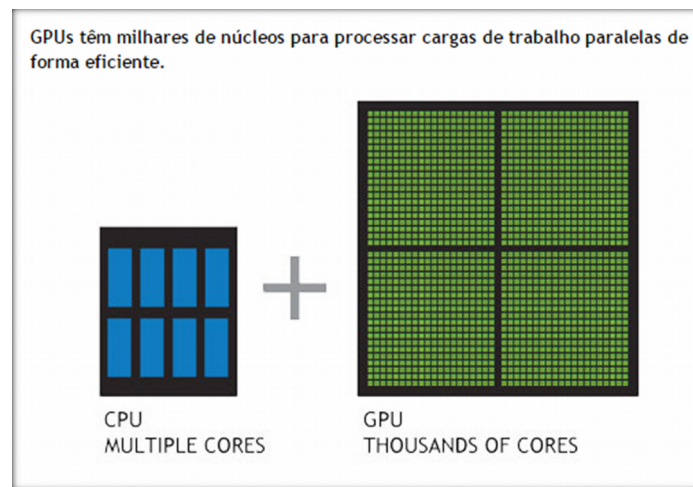 GPUs têm milhares de núcleos para processar cargas de trabalho paralelas de
forma eficiente.
CPU
MULTIPLE CORES
GPU
THOUSANDS OF CORES